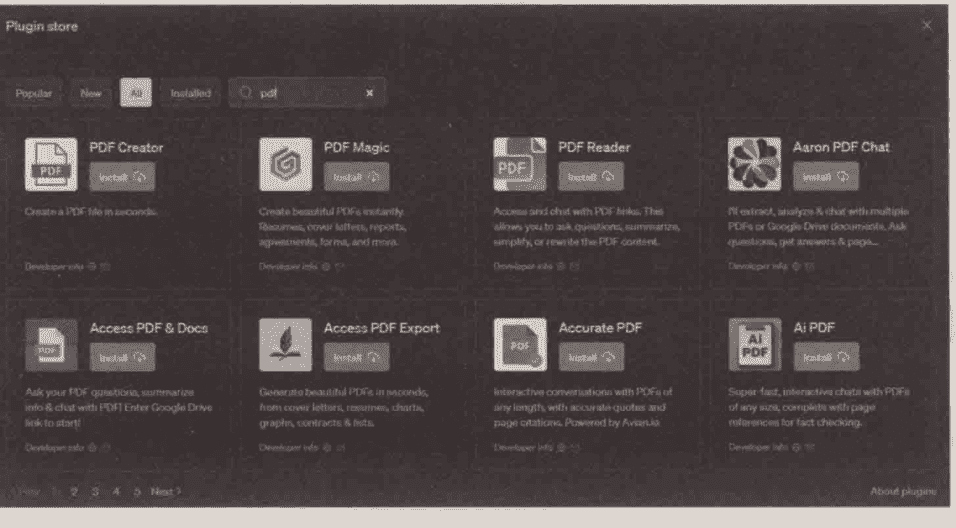 Plugin store
Popular New All Installed pdf
PDF Creator
Install
Create a PDF file in seconds.
Developer info
PDF Magic
Install
Create beautiful PDFs instantly.
Resumes, cover letters, reports,
agreements, forms, and more.
Developer info
PDF
PDF Reader
Install
Access and chat with PDF links. This
allows you to ask questions, summarize,
simplify, or rewrite the PDF content.
Developer info
Aaron PDF Chat
Install
I'll extract, analyze & chat with multiple
PDFs or Google Drive documents. Ask
questions, get answers & page...
Developer info
PDF
Access PDF & Docs
Install
Ask your PDF questions, summarize
info & chat with PDF! Enter Google Drive
link to start!
Developer info
Access PDF Export
Install
Generate beautiful PDFs in seconds,
from cover letters, resumes, charts,
graphs, contracts & lists.
Developer info
PDF
Accurate PDF
Install
Interactive conversations with PDFs of
any length, with accurate quotes and
page citations. Powered by Avian.io
Developer info
AI
PDF
Ai PDF
Install
Super-fast, interactive chats with PDFs
of any size, complete with page
references for fact checking.
Developer info
Prev 1 2 3 4 5 Next
About plugins